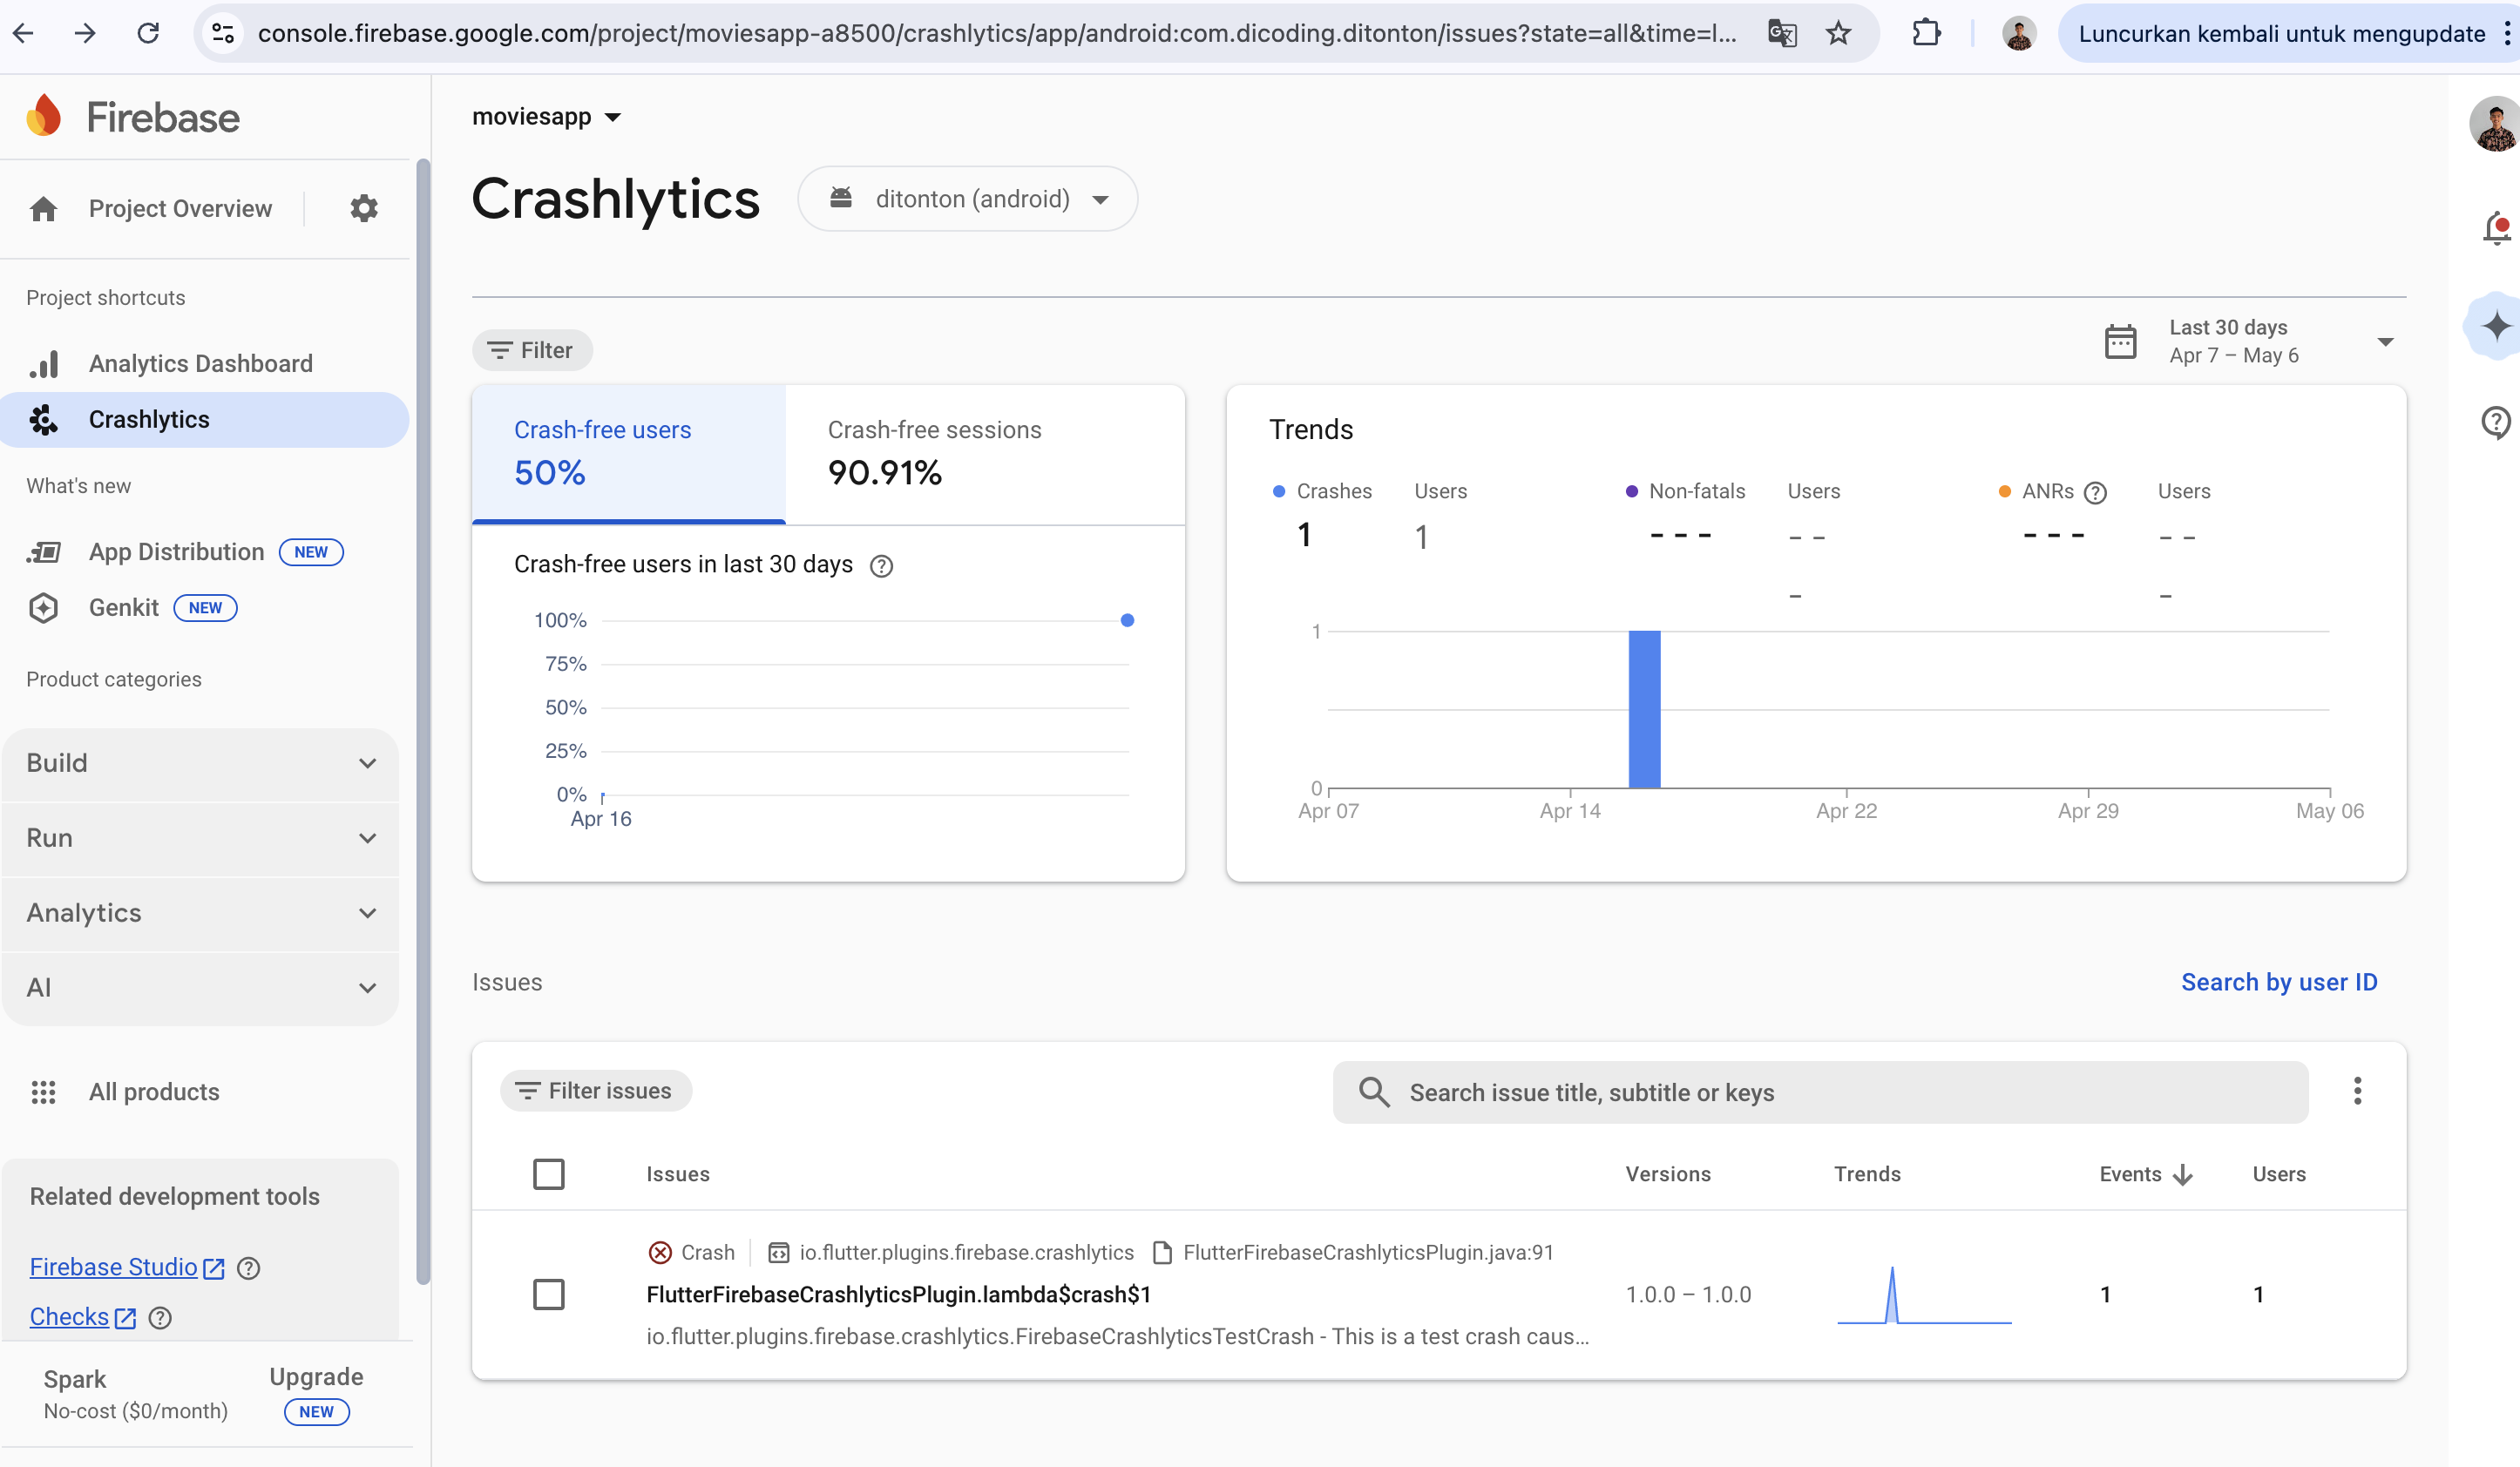 console.firebase.google.com/project/moviesapp-a8500/crashlytics/app/android:com.dicoding.ditonton/issues?state=all&time=l...
Luncurkan kembali untuk mengupdate
Firebase
Project Overview
Project shortcuts
Analytics Dashboard
Crashlytics
What's new
App Distribution NEW
Genkit NEW
Product categories
Build
Run
Analytics
AI
All products
Related development tools
Firebase Studio
Checks
Spark
No-cost ($0/month)
Upgrade
NEW
moviesapp
Crashlytics
ditonton (android)
Filter
Last 30 days
Apr 7 – May 6
Crash-free users
50%
Crash-free sessions
90.91%
Crash-free users in last 30 days
100%
75%
50%
25%
0%
Apr 16
Trends
Crashes Users Non-fatals Users ANRs Users
1 1 --- -- --- --
- -
1
0
Apr 07 Apr 14 Apr 22 Apr 29 May 06
Issues
Search by user ID
Filter issues
Search issue title, subtitle or keys
Issues Versions Trends Events Users
Crash io.flutter.plugins.firebase.crashlytics FlutterFirebaseCrashlyticsPlugin.java:91
FlutterFirebaseCrashlyticsPlugin.lambda$crash$1
1.0.0 – 1.0.0 1 1
io.flutter.plugins.firebase.crashlytics.FirebaseCrashlyticsTestCrash - This is a test crash caus...